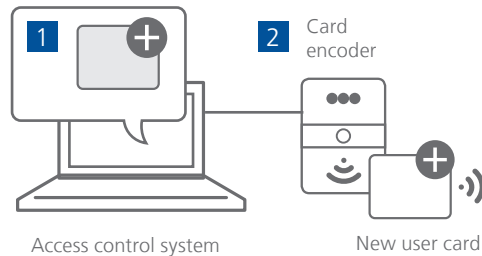 1
2
Card
encoder
Access control system
New user card